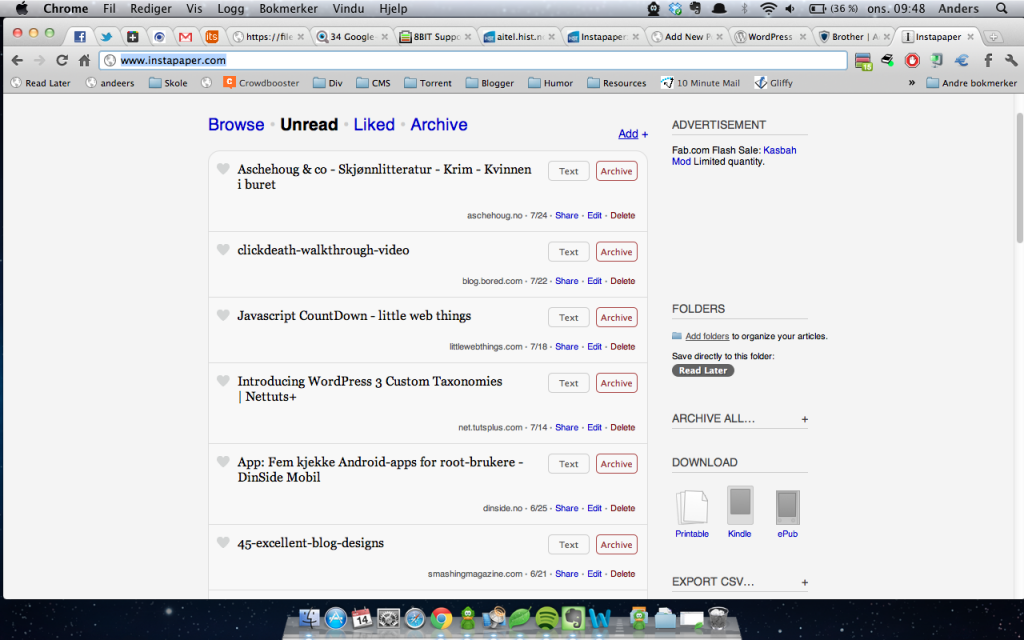 Chrome Fil Rediger Vis Logg Bokmerker Vindu Hjelp (36 %) ons. 09:48 Anders
its https://file 34 Google 8BIT Suppo aitel.hist.no Instapaper: Add New P WordPress Brother | A Instapaper
www.instapaper.com
Read Later andeers Skole Crowdbooster Div CMS Torrent Blogger Humor Resources 10 Minute Mail Gliffy » Andre bokmerker
Browse • Unread • Liked • Archive
Add +
Aschehoug & co - Skjønnlitteratur - Krim - Kvinnen
i buret
Text Archive
aschehoug.no • 7/24 • Share • Edit • Delete
clickdeath-walkthrough-video
Text Archive
blog.bored.com • 7/22 • Share • Edit • Delete
Javascript CountDown - little web things
Text Archive
littlewebthings.com • 7/18 • Share • Edit • Delete
Introducing WordPress 3 Custom Taxonomies
| Nettuts+
Text Archive
net.tutsplus.com • 7/14 • Share • Edit • Delete
App: Fem kjekke Android-apps for root-brukere -
DinSide Mobil
Text Archive
dinside.no • 6/25 • Share • Edit • Delete
45-excellent-blog-designs
Text Archive
smashingmagazine.com • 6/21 • Share • Edit • Delete
ADVERTISEMENT
Fab.com Flash Sale: Kasbah
Mod Limited quantity.
FOLDERS
Add folders to organize your articles.
Save directly to this folder:
Read Later
ARCHIVE ALL... +
DOWNLOAD
Printable Kindle ePub
EXPORT CSV... +
14